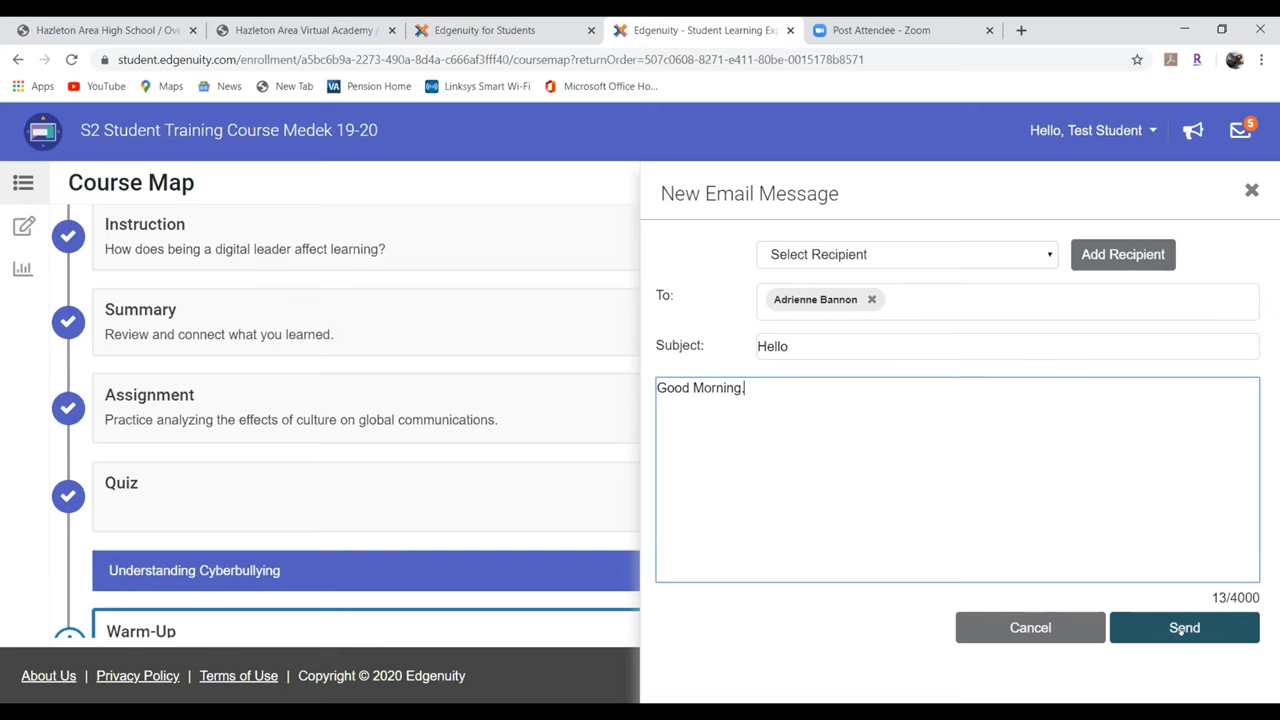 Hazleton Area High School / Ove
Hazleton Area Virtual Academy /
Edgenuity for Students
Edgenuity - Student Learning Exp
Post Attendee - Zoom
student.edgenuity.com/enrollment/a5bc6b9a-2273-490a-8d4a-c666ef3fff40/coursemap?returnOrder=507c0608-8271-e411-80be-0015178b8571
Apps
YouTube
Maps
News
New Tab
VA Pension Home
Linksys Smart Wi-Fi
Microsoft Office Ho...
S2 Student Training Course Medek 19-20
Hello, Test Student
5
Course Map
Instruction
How does being a digital leader affect learning?
Summary
Review and connect what you learned.
Assignment
Practice analyzing the effects of culture on global communications.
Quiz
Understanding Cyberbullying
Warm-Up
New Email Message
Select Recipient
Add Recipient
To:
Adrienne Bannon
Subject:
Hello
Good Morning.
13/4000
Cancel
Send
About Us | Privacy Policy | Terms of Use | Copyright © 2020 Edgenuity